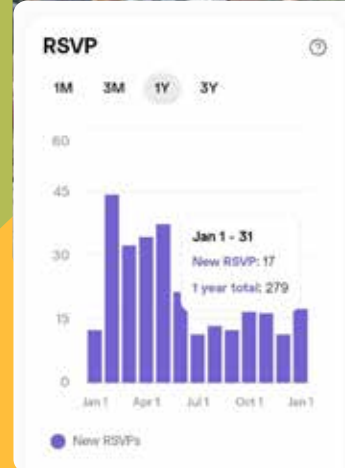 RSVP
1M 3M 1Y 3Y
60
45
Jan 1 - 31
New RSVP: 17
30
1 year total: 279
15
0
Jan 1 Apr 1 Jul 1 Oct 1 Jan 1
New RSVPs